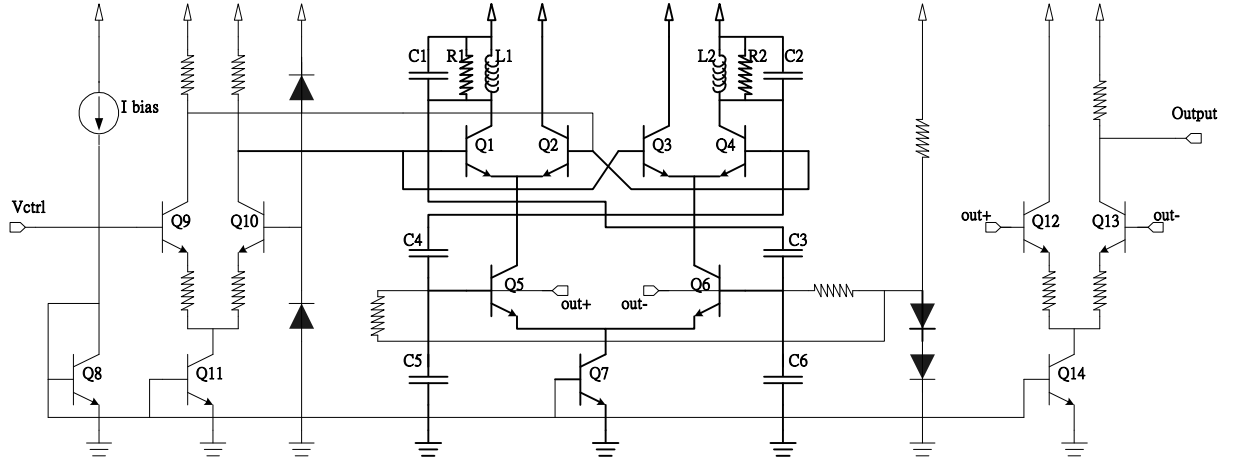 C1 R1 L1 L2 R2 C2
I bias
Output
Q1 Q2 Q3 Q4
Vctrl
Q9 Q10 out+ Q12 Q13 out-
C4 C3
Q5 Q6
out+ out-
C5 C6
Q8 Q11 Q7 Q14